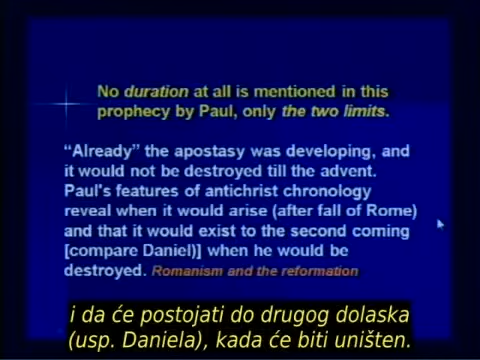 No duration at all is mentioned in this
prophecy by Paul, only the two limits.
“Already” the apostasy was developing, and
it would not be destroyed till the advent.
Paul's features of antichrist chronology
reveal when it would arise (after fall of Rome)
and that it would exist to the second coming
[compare Daniel)] when he would be
destroyed. Romanism and the reformation
i da će postojati do drugog dolaska
(usp. Daniela), kada će biti uništen.